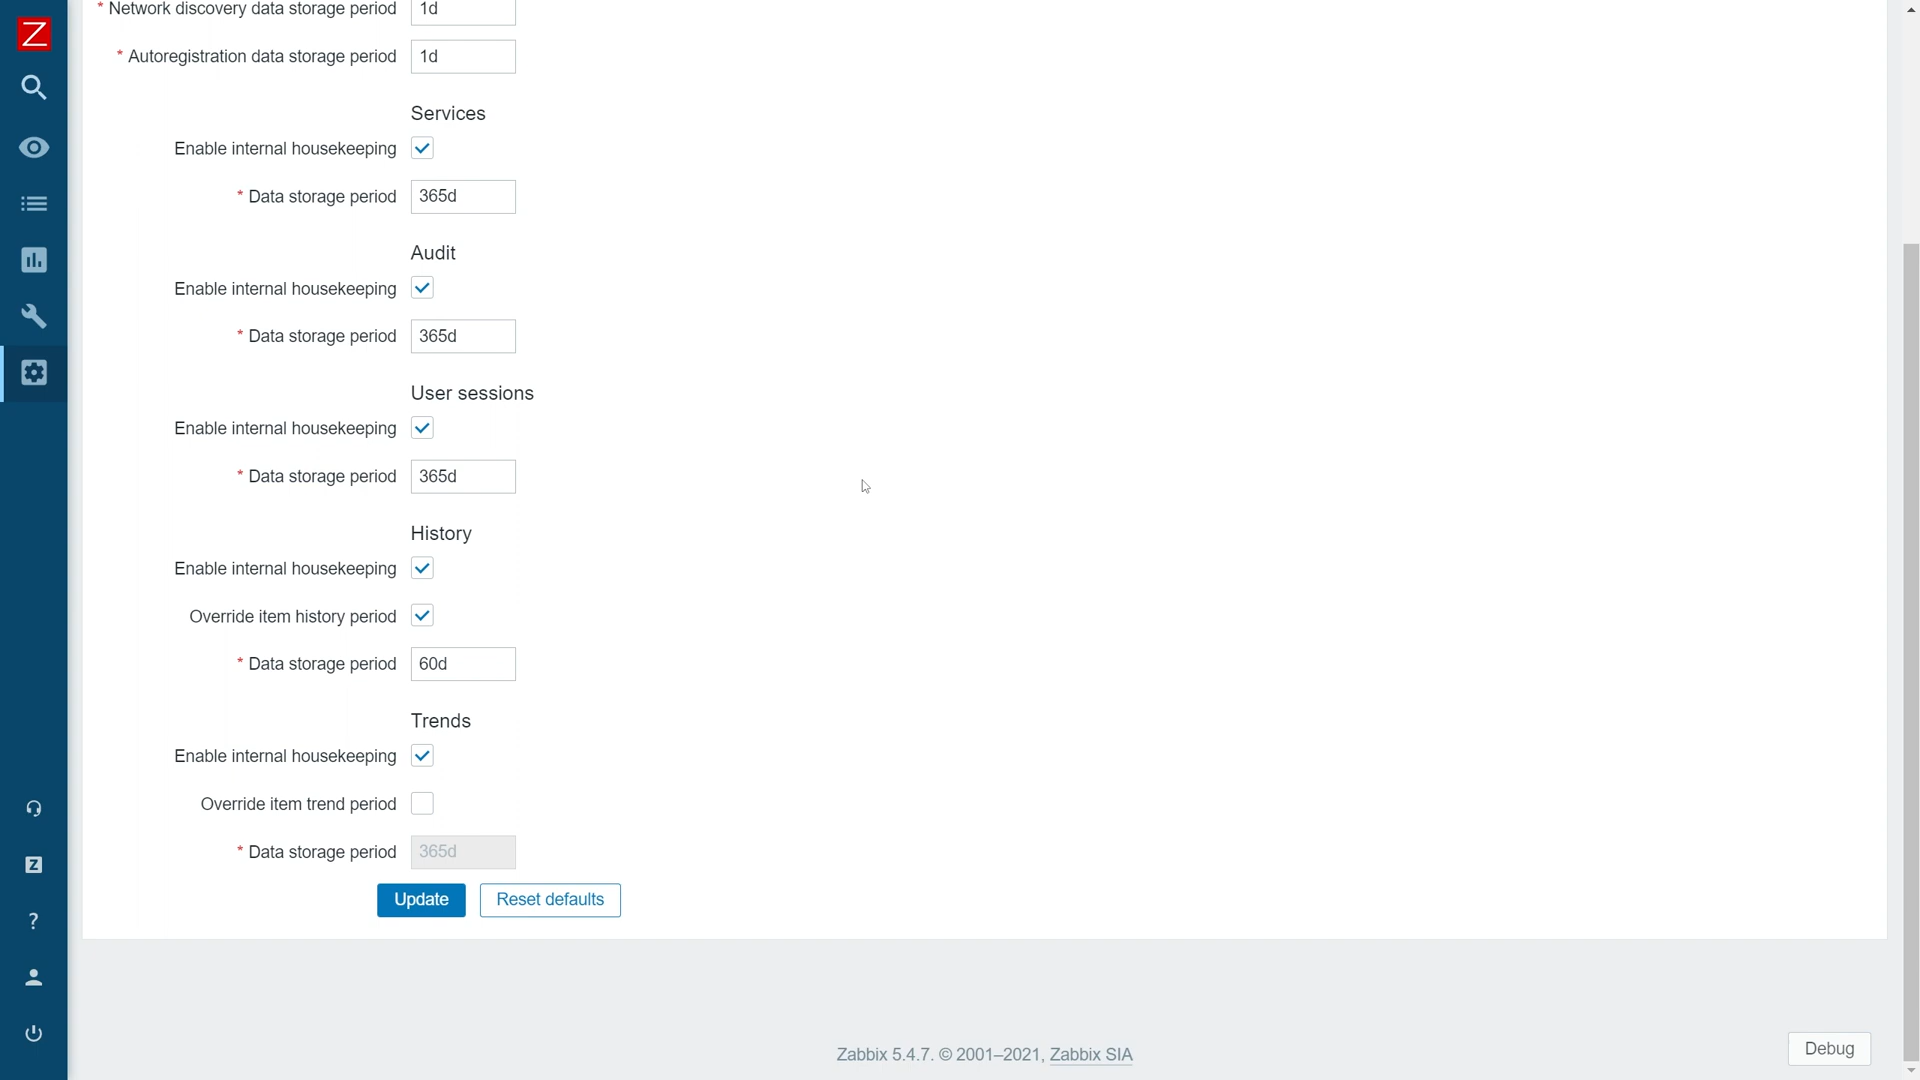 * Network discovery data storage period 1d
* Autoregistration data storage period 1d
Services
Enable internal housekeeping
* Data storage period 365d
Audit
Enable internal housekeeping
* Data storage period 365d
User sessions
Enable internal housekeeping
* Data storage period 365d
History
Enable internal housekeeping
Override item history period
* Data storage period 60d
Trends
Enable internal housekeeping
Override item trend period
* Data storage period 365d
Update Reset defaults
Zabbix 5.4.7. © 2001–2021, Zabbix SIA
Debug
Z
Z
?